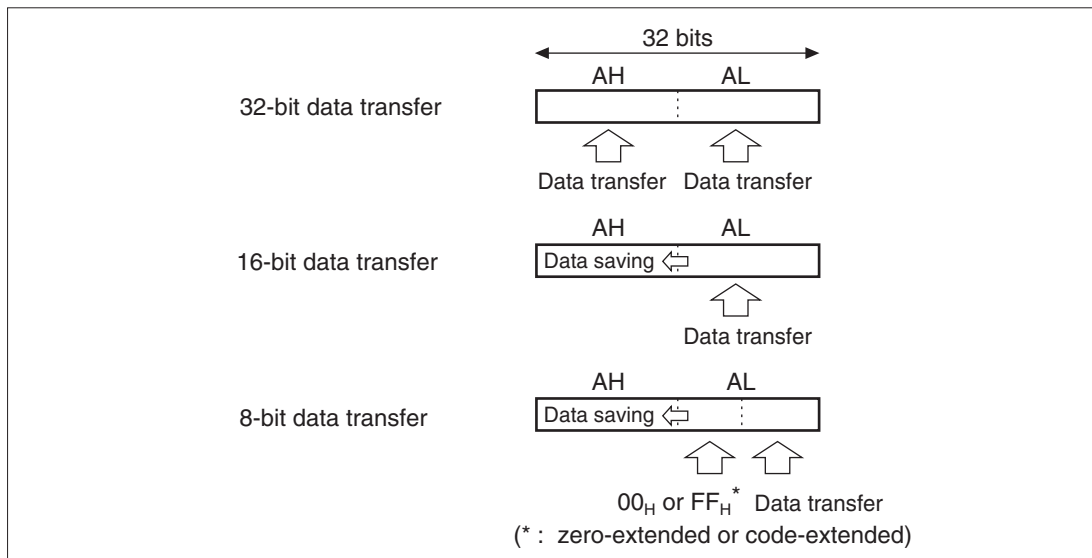 32 bits
AH AL
32-bit data transfer
Data transfer Data transfer
AH AL
16-bit data transfer Data saving
Data transfer
AH AL
8-bit data transfer Data saving
00H or FFH* Data transfer
(* : zero-extended or code-extended)